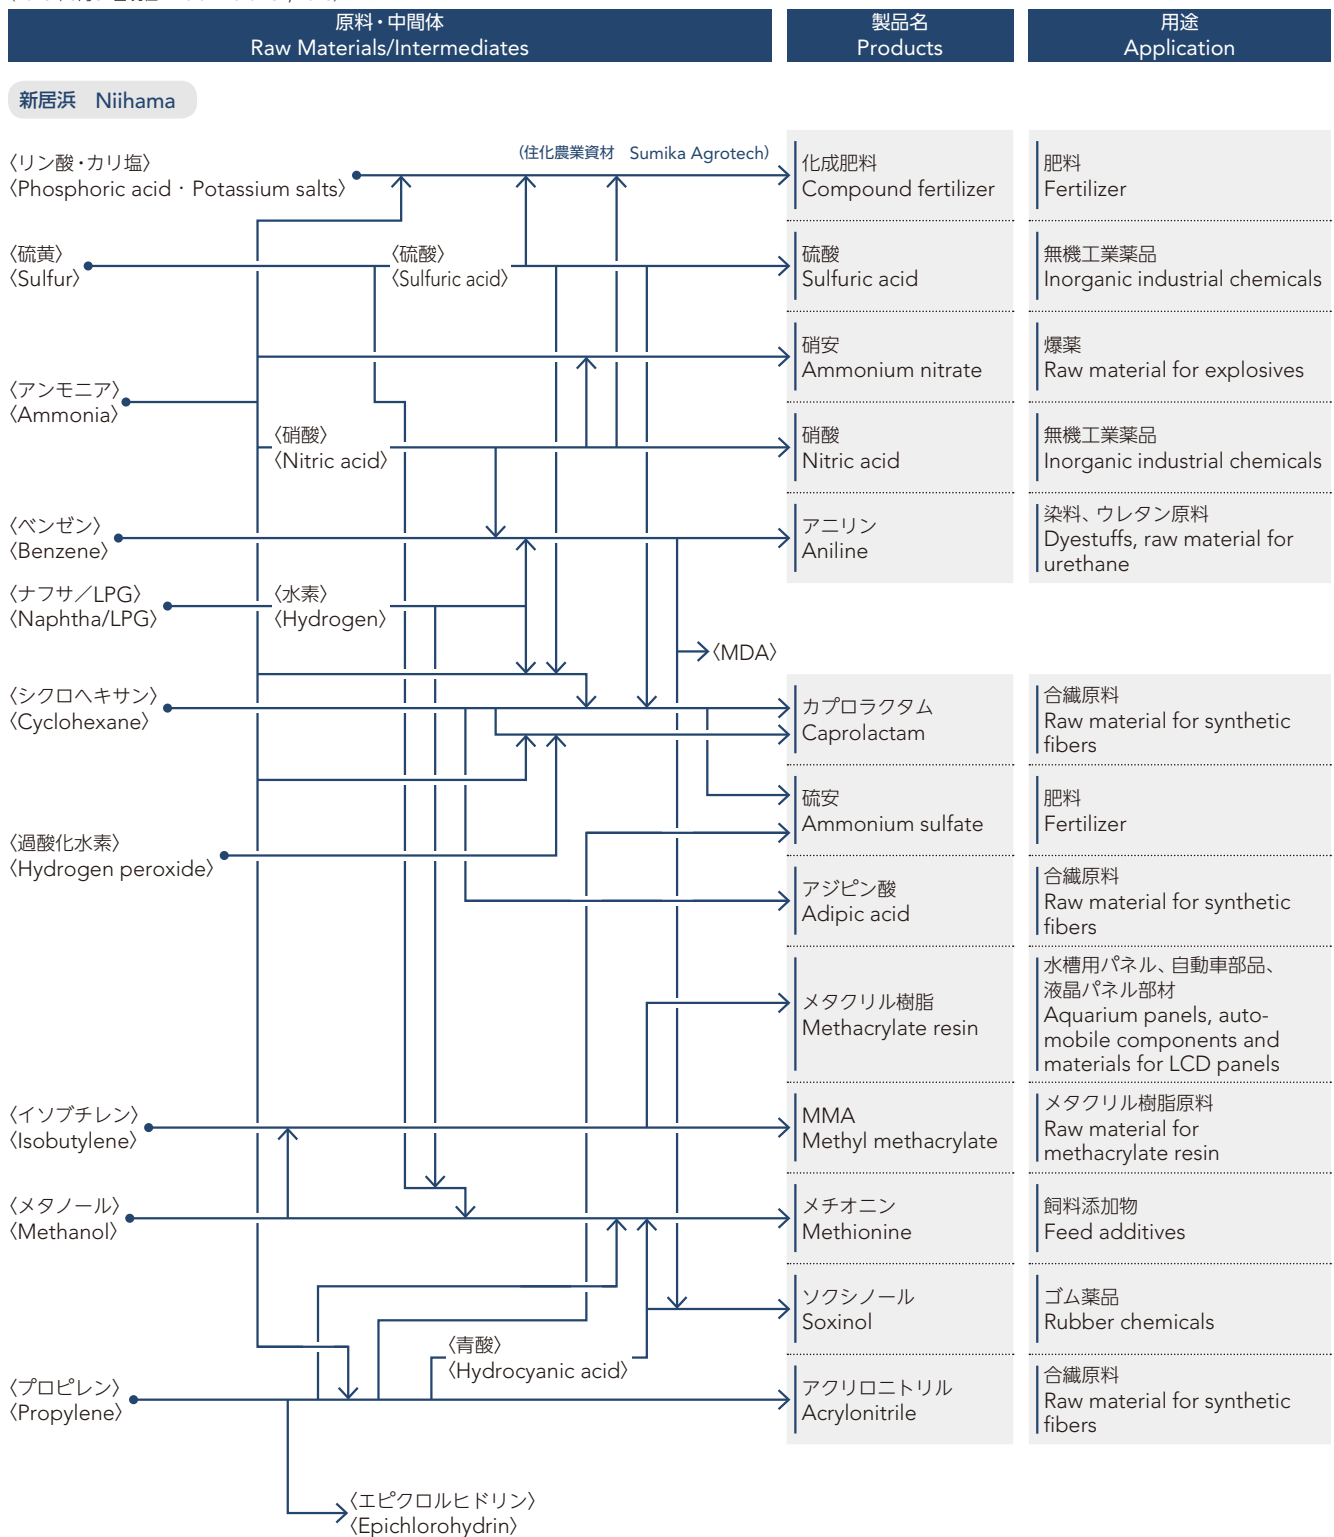 原料・中間体
Raw Materials/Intermediates
製品名
Products
用途
Application
新居浜 Niihama
〈リン酸・カリ塩〉
〈Phosphoric acid · Potassium salts〉
(住化農業資材 Sumika Agrotech)
化成肥料
Compound fertilizer
肥料
Fertilizer
〈硫黄〉
〈Sulfur〉
〈硫酸〉
〈Sulfuric acid〉
硫酸
Sulfuric acid
無機工業薬品
Inorganic industrial chemicals
硝安
Ammonium nitrate
爆薬
Raw material for explosives
〈アンモニア〉
〈Ammonia〉
〈硝酸〉
〈Nitric acid〉
硝酸
Nitric acid
無機工業薬品
Inorganic industrial chemicals
〈ベンゼン〉
〈Benzene〉
アニリン
Aniline
染料、ウレタン原料
Dyestuffs, raw material for
urethane
〈ナフサ／LPG〉
〈Naphtha/LPG〉
〈水素〉
〈Hydrogen〉
〈MDA〉
〈シクロヘキサン〉
〈Cyclohexane〉
カプロラクタム
Caprolactam
合繊原料
Raw material for synthetic
fibers
硫安
Ammonium sulfate
肥料
Fertilizer
〈過酸化水素〉
〈Hydrogen peroxide〉
アジピン酸
Adipic acid
合繊原料
Raw material for synthetic
fibers
メタクリル樹脂
Methacrylate resin
水槽用パネル、自動車部品、
液晶パネル部材
Aquarium panels, auto-
mobile components and
materials for LCD panels
〈イソブチレン〉
〈Isobutylene〉
MMA
Methyl methacrylate
メタクリル樹脂原料
Raw material for
methacrylate resin
〈メタノール〉
〈Methanol〉
メチオニン
Methionine
飼料添加物
Feed additives
ソクシノール
Soxinol
ゴム薬品
Rubber chemicals
〈青酸〉
〈Hydrocyanic acid〉
〈プロピレン〉
〈Propylene〉
アクリロニトリル
Acrylonitrile
合繊原料
Raw material for synthetic
fibers
〈エピクロルヒドリン〉
〈Epichlorohydrin〉